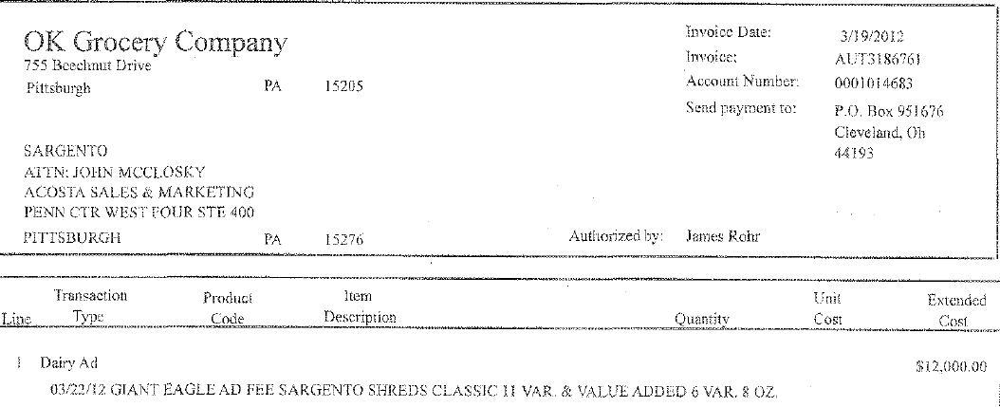 OK Grocery Company
755 Beechnut Drive
Pittsburgh PA 15205
Invoice Date: 3/19/2012
Invoice: AUT3186761
Account Number: 0001014683
Send payment to: P.O. Box 951676
Cleveland, Oh
44193
SARGENTO
ATTN: JOHN MCCLOSKY
ACOSTA SALES & MARKETING
PENN CTR WEST FOUR STE 400
PITTSBURGH PA 15276
Authorized by: James Rohr
Line Transaction Type Product Code Item Description Quantity Unit Cost Extended Cost
1 Dairy Ad $12,000.00
03/22/12 GIANT EAGLE AD FEE SARGENTO SHREDS CLASSIC 11 VAR. & VALUE ADDED 6 VAR. 8 OZ.